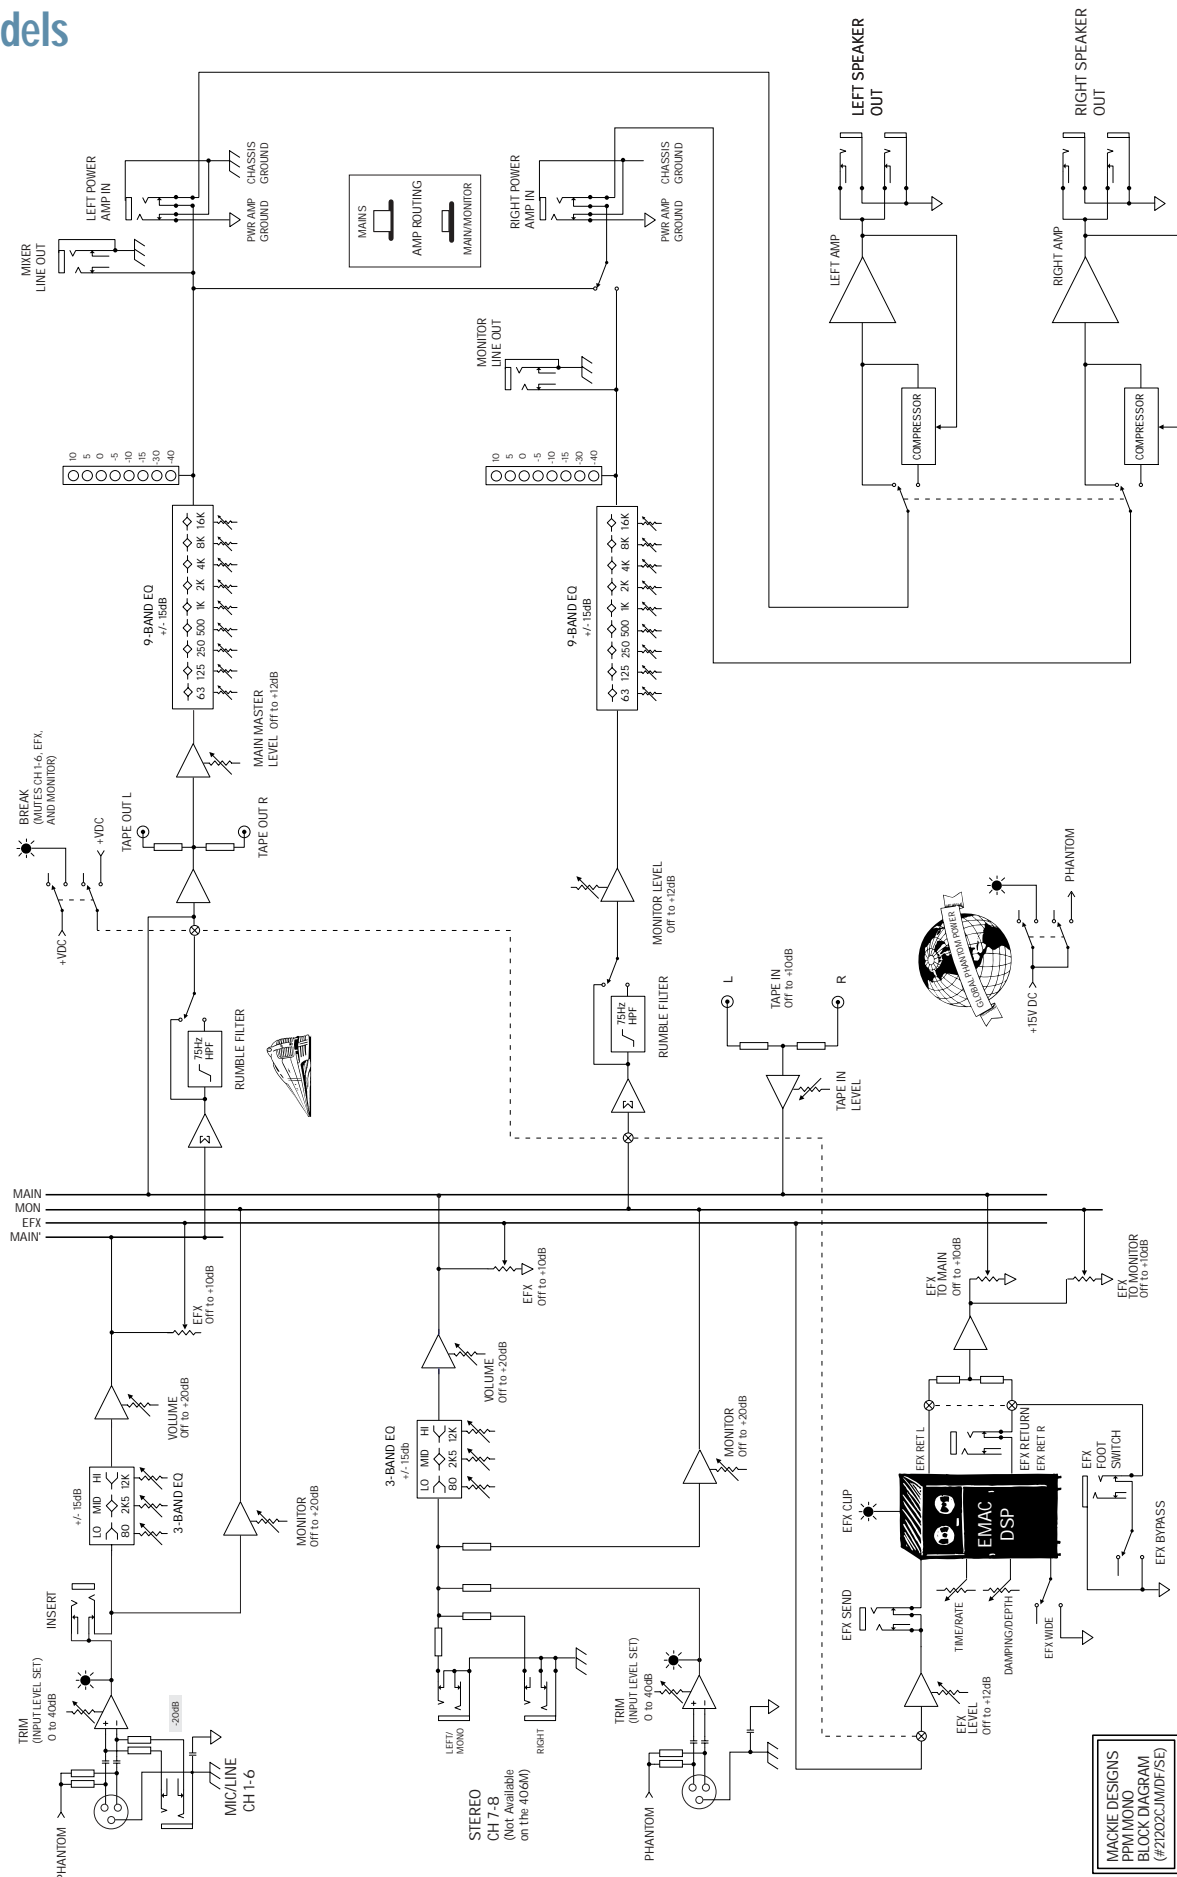 dels
LEFT SPEAKER
OUT
RIGHT SPEAKER
OUT
LEFT POWER
AMP IN
CHASSIS
GROUND
PWR AMP
GROUND
MIXER
LINE OUT
MAINS
AMP ROUTING
MAIN/MONITOR
RIGHT POWER
AMP IN
CHASSIS
GROUND
PWR AMP
GROUND
LEFT AMP
RIGHT AMP
MONITOR
LINE OUT
COMPRESSOR
COMPRESSOR
10
5
0
-5
-10
-15
-30
-40
10
5
0
-5
-10
-15
-30
-40
9-BAND EQ
+/- 15dB
63 125 250 500 1K 2K 4K 8K 16K
9-BAND EQ
+/- 15dB
63 125 250 500 1K 2K 4K 8K 16K
MAIN MASTER
LEVEL Off to +12dB
BREAK
(MUTES CH 1-6, EFX,
AND MONITOR)
+VDC
+VDC
TAPE OUT L
TAPE OUT R
MONITOR LEVEL
Off to +12dB
75Hz
HPF
RUMBLE FILTER
75Hz
HPF
RUMBLE FILTER
L
TAPE IN
Off to +10dB
R
TAPE IN
LEVEL
GLOBAL PHANTOM POWER
+15V DC
PHANTOM
Σ
Σ
MAIN
MON
EFX
MAIN'
EFX
Off to +10dB
VOLUME
Off to +20dB
+/- 15dB
LO MID HI
80 2K5 12K
3-BAND EQ
MONITOR
Off to +20dB
INSERT
TRIM
(INPUT LEVEL SET)
0 to 40dB
-20dB
PHANTOM
MIC/LINE
CH 1-6
EFX
Off to +10dB
VOLUME
Off to +20dB
3-BAND EQ
+/- 15db
LO MID HI
80 2K5 12K
MONITOR
Off to +20dB
LEFT/
MONO
RIGHT
STEREO
CH 7-8
(Not Available
on the 406M)
TRIM
(INPUT LEVEL SET)
0 to 40dB
PHANTOM
EFX
TO MAIN
Off to +10dB
EFX
TO MONITOR
Off to +10dB
EFX RET L
EFX RETURN
EFX RET R
EFX
FOOT
SWITCH
EFX CLIP
EMAC
DSP
EFX BYPASS
EFX SEND
TIME/RATE
DAMPING/DEPTH
EFX WIDE
EFX
LEVEL
Off to +12dB
MACKIE DESIGNS
PPM MONO
BLOCK DIAGRAM
(#21202CJM/DF/SE)